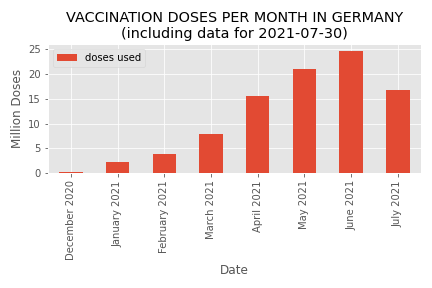 VACCINATION DOSES PER MONTH IN GERMANY
(including data for 2021-07-30)
doses used
Million Doses
25
20
15
10
5
0
December 2020
January 2021
February 2021
March 2021
April 2021
May 2021
June 2021
July 2021
Date